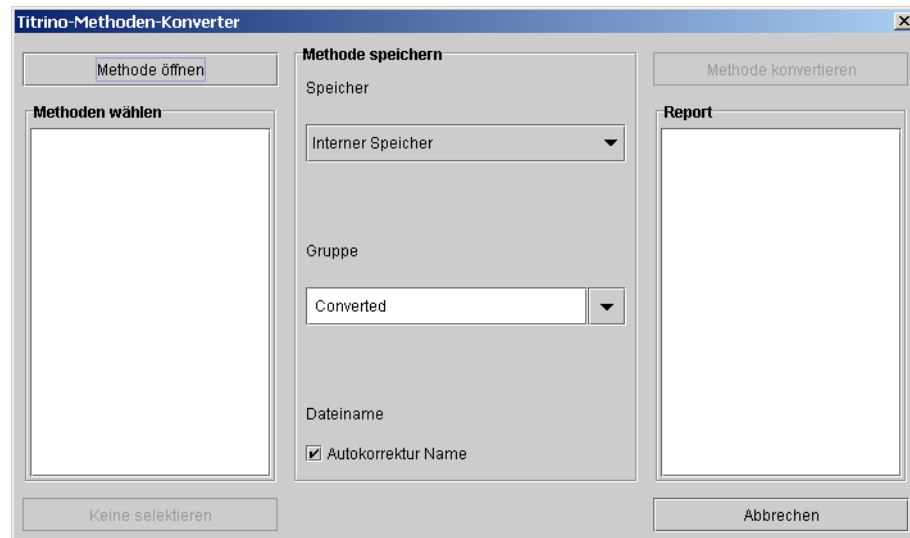 Titrino-Methoden-Konverter
Methode öffnen
Methoden wählen
Keine selektieren
Methode speichern
Speicher
Interner Speicher
Gruppe
Converted
Dateiname
Autokorrektur Name
Methode konvertieren
Report
Abbrechen